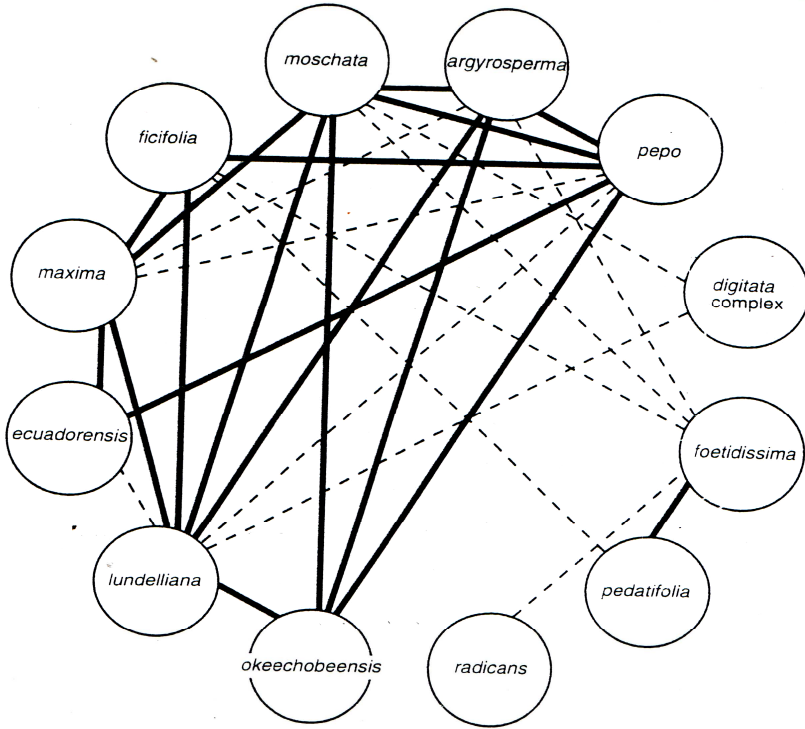 moschata
argyrosperma
ficifolia
pepo
maxima
digitata
complex
ecuadorensis
foetidissima
lundelliana
pedatifolia
okeechobeensis
radicans